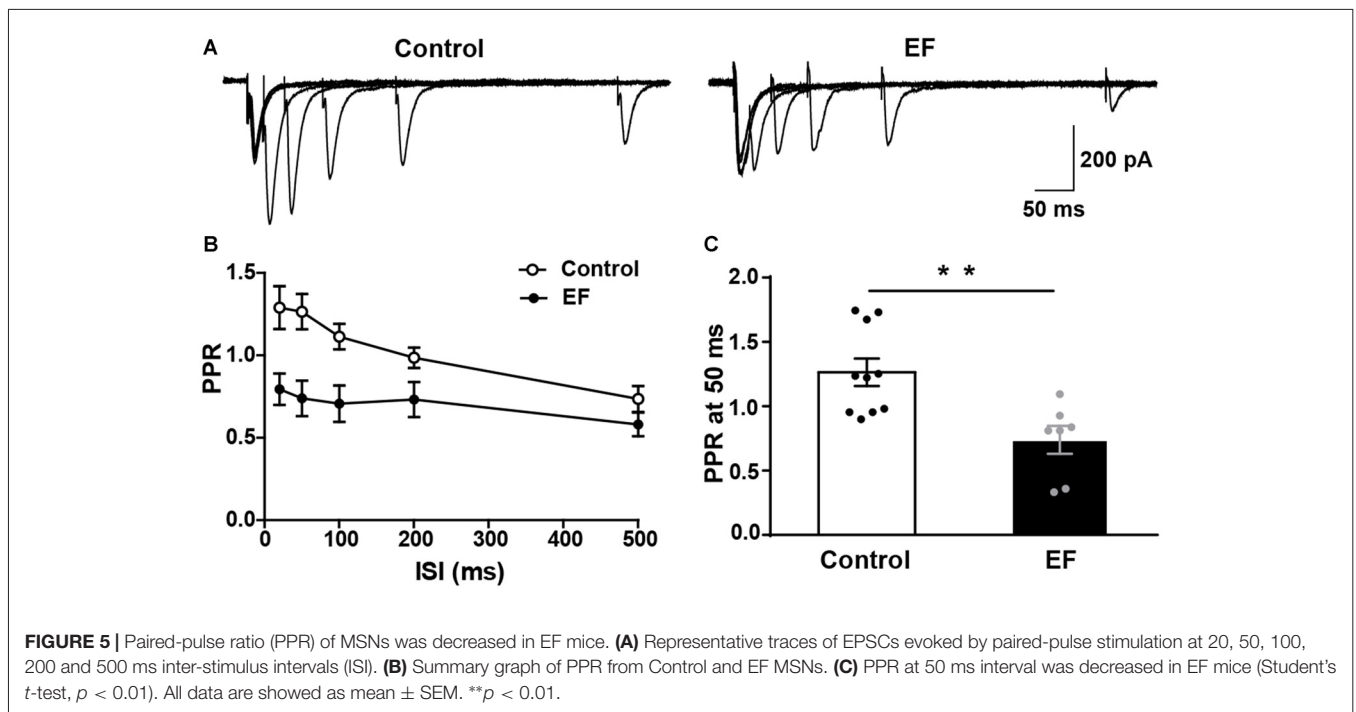 A
Control
EF
200 pA
50 ms
B
1.5
1.0
0.5
0.0
PPR
Control
EF
0 100 200 300 400 500
ISI (ms)
C
* *
2.0
1.5
1.0
0.5
0.0
PPR at 50 ms
Control EF
FIGURE 5 | Paired-pulse ratio (PPR) of MSNs was decreased in EF mice. (A) Representative traces of EPSCs evoked by paired-pulse stimulation at 20, 50, 100,
200 and 500 ms inter-stimulus intervals (ISI). (B) Summary graph of PPR from Control and EF MSNs. (C) PPR at 50 ms interval was decreased in EF mice (Student's
t-test, p < 0.01). All data are showed as mean ± SEM. **p < 0.01.